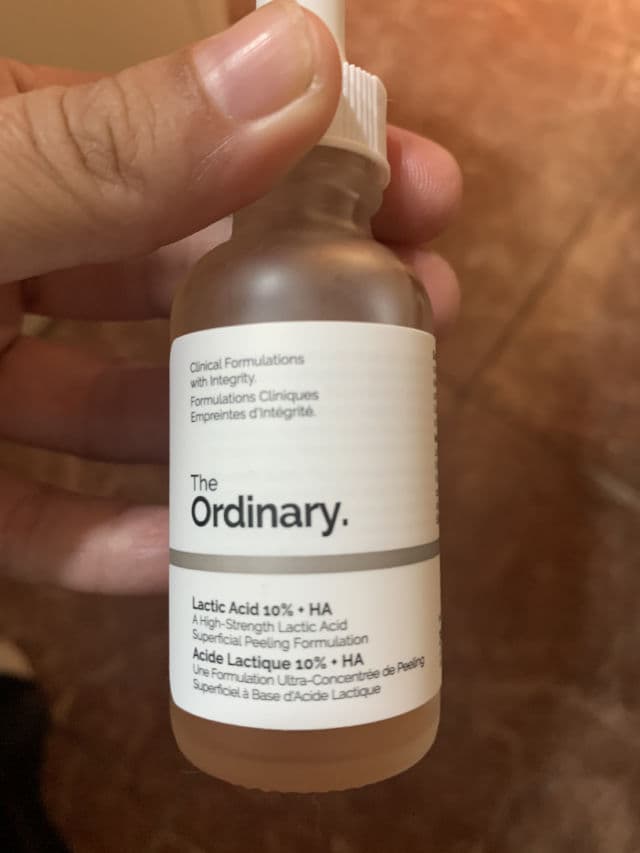 Clinical Formulations
with Integrity.
Formulations Cliniques
Empreintes d'Intégrité.
The
Ordinary.
Lactic Acid 10% + HA
A High-Strength Lactic Acid
Superficial Peeling Formulation
Acide Lactique 10% + HA
Une Formulation Ultra-Concentrée de Peeling
Superficiel à Base d'Acide Lactique